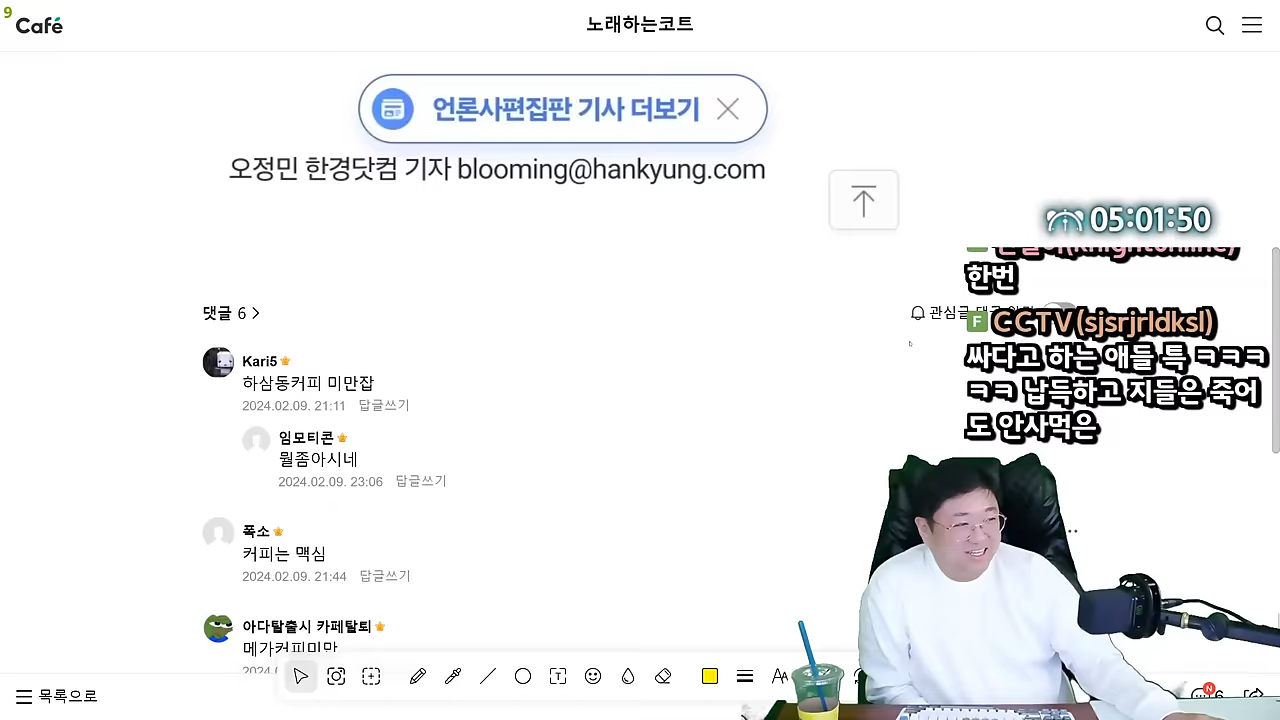 9
Café
노래하는코트
언론사편집판 기사 더보기
오정민 한경닷컴 기자 blooming@hankyung.com
05:01:50
한번
댓글 6
관심글
F CCTV(sjsrjrldksl)
싸다고 하는 애들 특 ㅋㅋㅋ
ㅋㅋ 납득하고 지들은 죽어
도 안사먹은
Kari5
하삼동커피 미만잡
2024.02.09. 21:11 답글쓰기
임모티콘
뭘좀아시네
2024.02.09. 23:06 답글쓰기
폭소
커피는 맥심
2024.02.09. 21:44 답글쓰기
아다탈출시 카페탈퇴
메가커피미만
목록으로
N
6